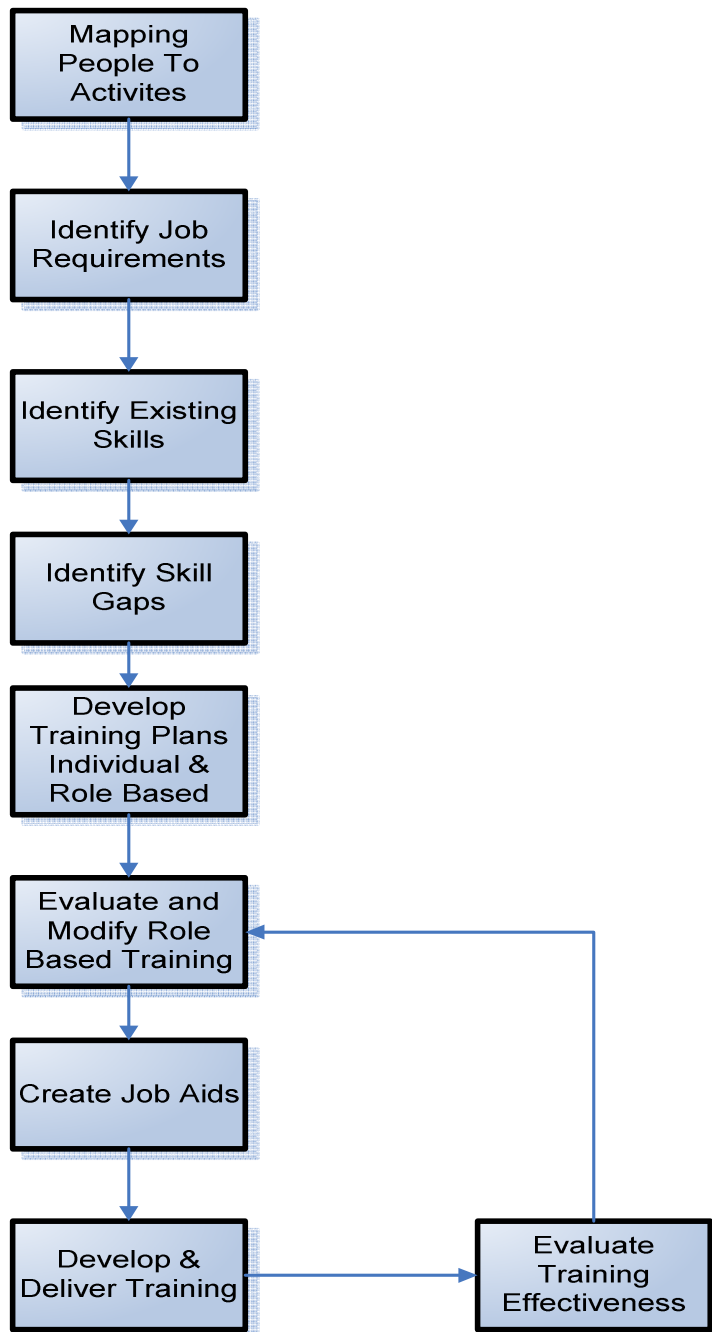 Mapping
People To
Activites
Identify Job
Requirements
Identify Existing
Skills
Identify Skill
Gaps
Develop
Training Plans
Individual &
Role Based
Evaluate and
Modify Role
Based Training
Create Job Aids
Develop &
Deliver Training
Evaluate
Training
Effectiveness